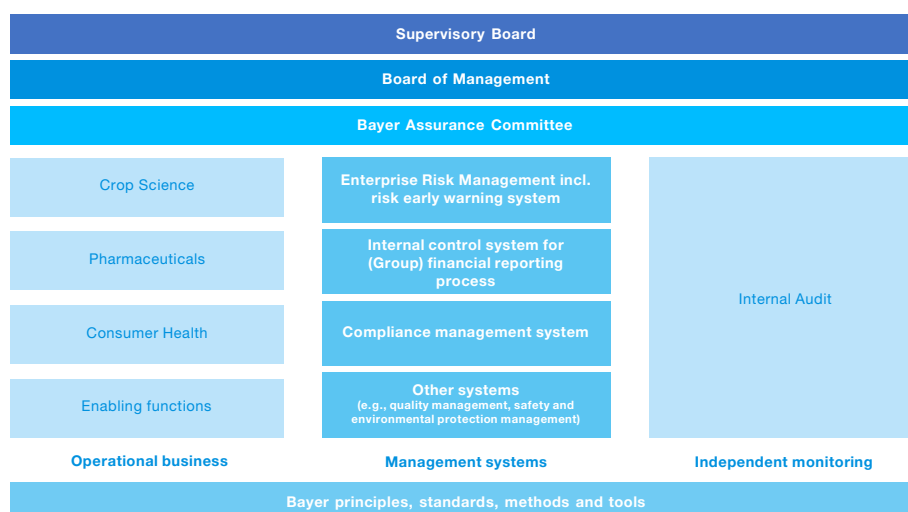 Supervisory Board
Board of Management
Bayer Assurance Committee
Crop Science
Pharmaceuticals
Consumer Health
Enabling functions
Operational business
Enterprise Risk Management incl.
risk early warning system
Internal control system for
(Group) financial reporting
process
Compliance management system
Other systems
(e.g., quality management, safety and
environmental protection management)
Management systems
Internal Audit
Independent monitoring
Bayer principles, standards, methods and tools